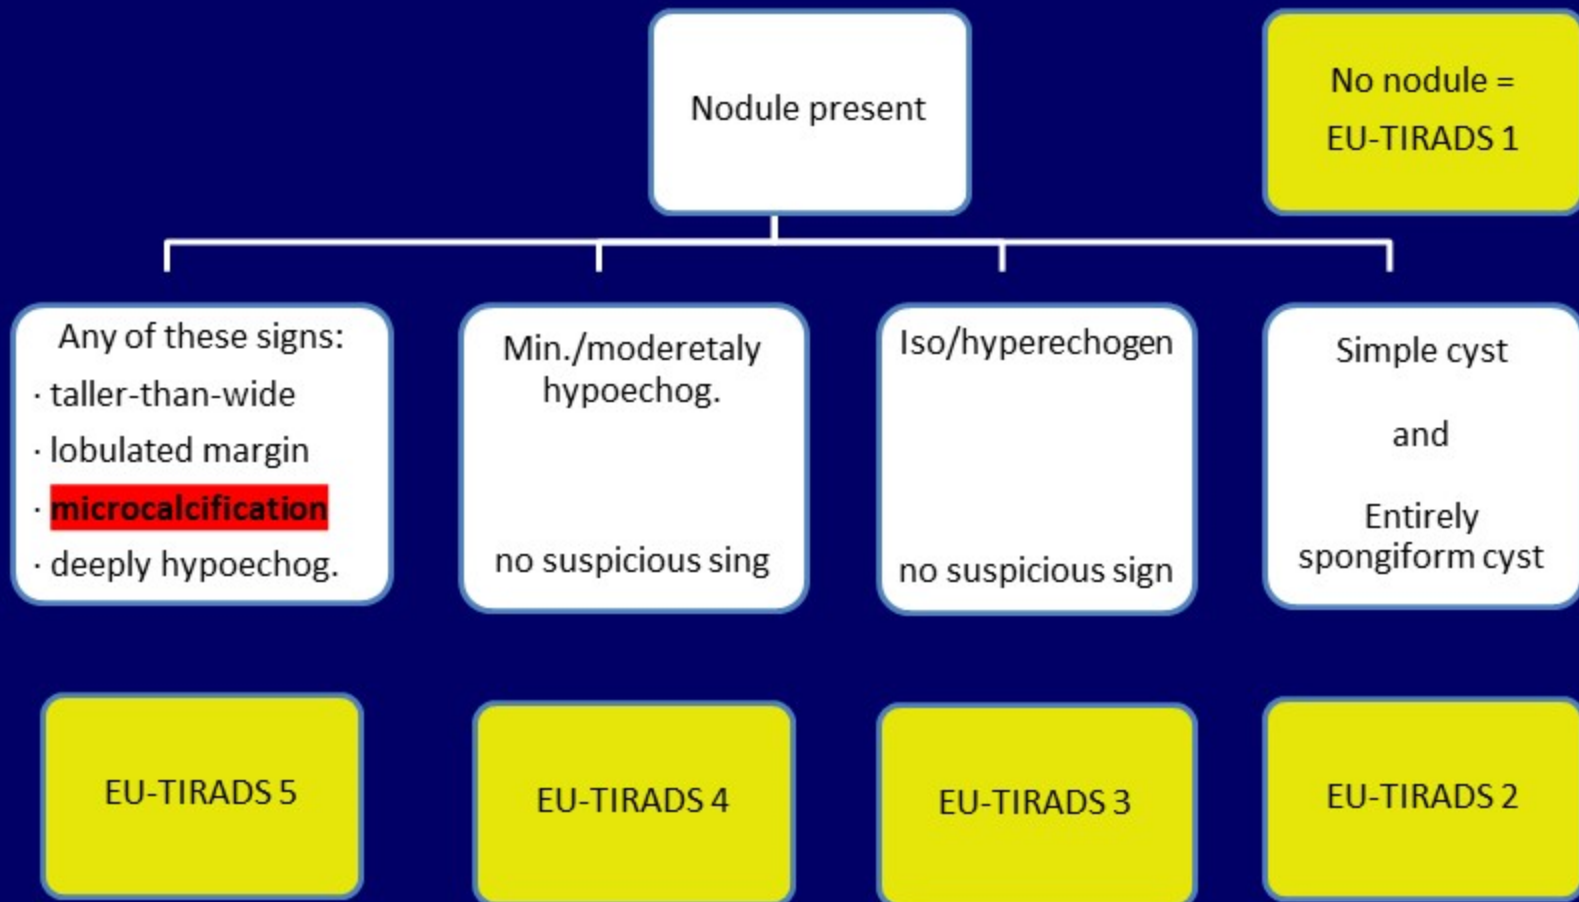 Nodule present
No nodule =
EU-TIRADS 1
Any of these signs:
· taller-than-wide
· lobulated margin
· microcalcification
· deeply hypoechog.
Min./moderetaly
hypoechog.
no suspicious sing
Iso/hyperechogen
no suspicious sign
Simple cyst
and
Entirely
spongiform cyst
EU-TIRADS 5
EU-TIRADS 4
EU-TIRADS 3
EU-TIRADS 2